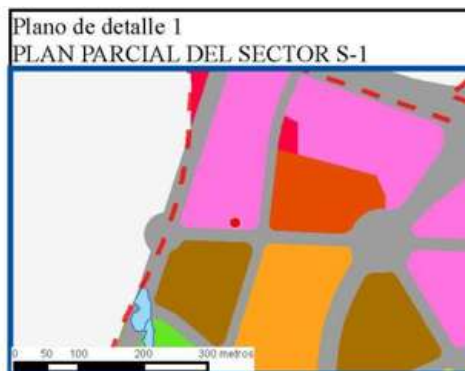 Plano de detalle 1
PLAN PARCIAL DEL SECTOR S-1
0 50 100 200 300 metros